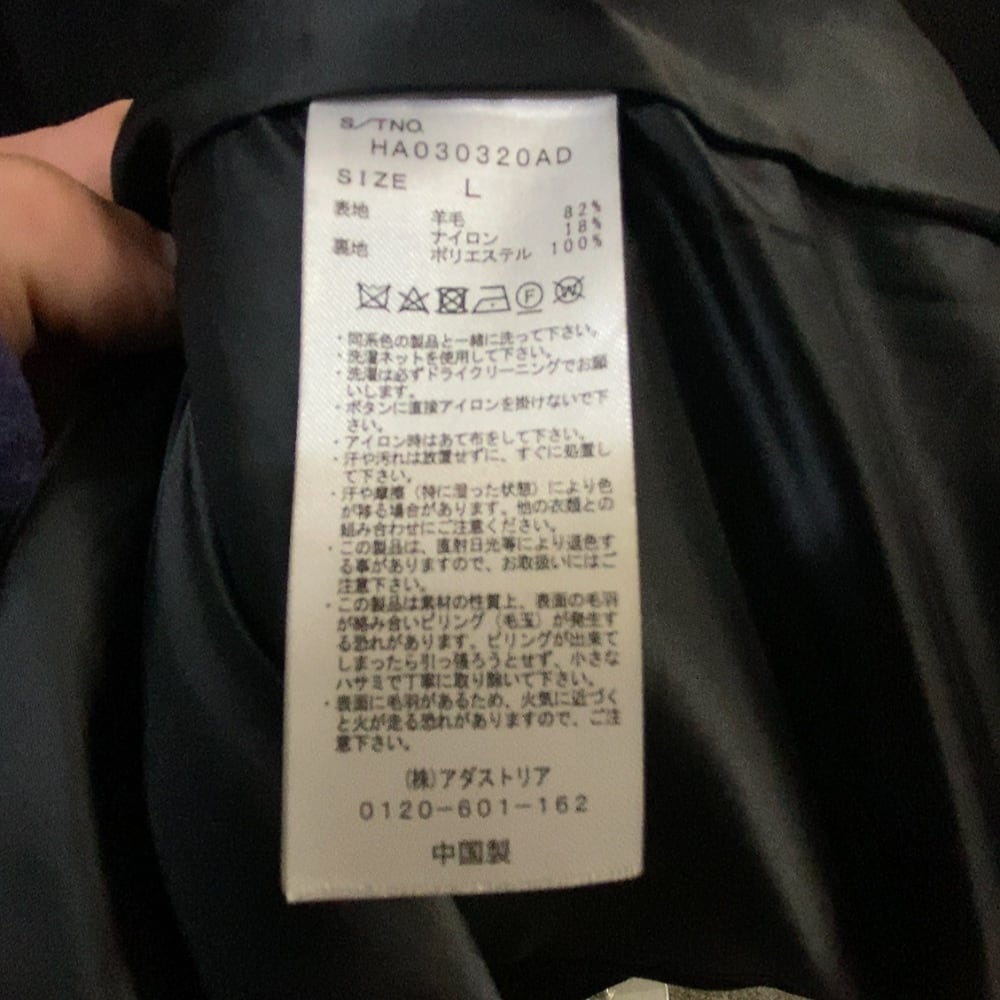 S/TNO.
HA030320AD
SIZE L
表地 羊毛 82%
ナイロン 18%
裏地 ポリエステル 100%
F W
・同系色の製品と一緒に洗って下さい。
・洗濯ネットを使用して下さい。
・洗濯は必ずドライクリーニングでお願
いします。
・ボタンに直接アイロンを掛けないで下
さい。
・アイロン時はあて布をして下さい。
・汗や汚れは放置せずに、すぐに処置し
て下さい。
・汗や摩擦（特に湿った状態）により色
が移る場合があります。他の衣類との
組み合わせにご注意ください。
・この製品は、直射日光等により退色す
る事がありますので、お取扱いにはご
注意下さい。
・この製品は素材の性質上、表面の毛羽
が絡み合いピリング（毛玉）が発生す
る恐れがあります。ピリングが出来て
しまったら引っ張ろうとせず、小さな
ハサミで丁寧に取り除いて下さい。
・表面に毛羽があるため、火気に近づく
と火が走る恐れがありますので、ご注
意下さい。
(株)アダストリア
0120-601-162
中国製